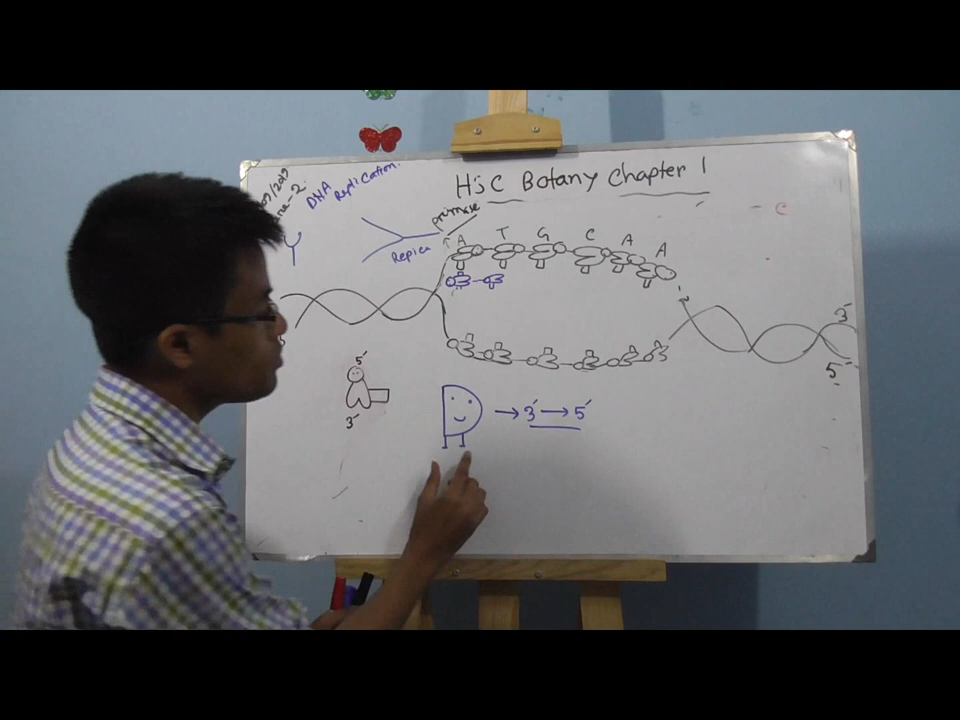 HSC Botany Chapter 1
DNA Replication.
primase
Replica
A T G C A A
3′
5′
5′
3′
→ 3′ → 5′
C